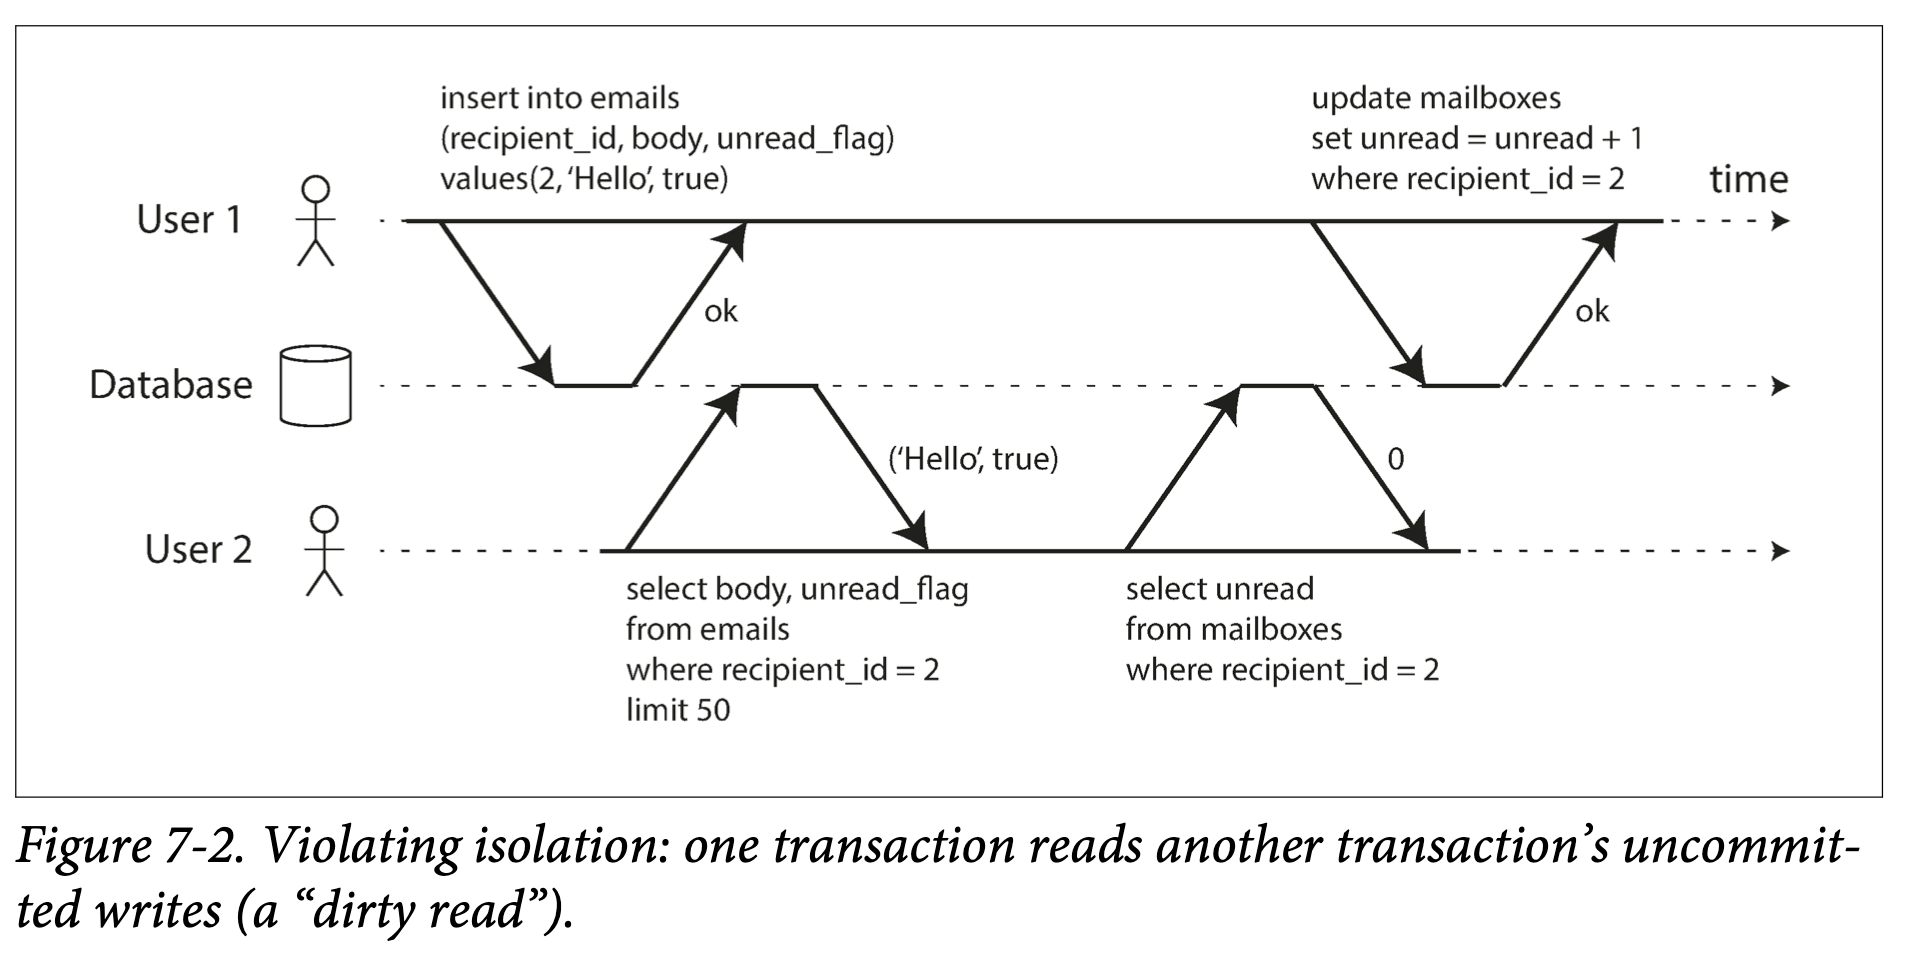 insert into emails
(recipient_id, body, unread_flag)
values(2, ‘Hello’, true)
update mailboxes
set unread = unread + 1
where recipient_id = 2
time
User 1
ok
ok
Database
(‘Hello’, true)
0
User 2
select body, unread_flag
from emails
where recipient_id = 2
limit 50
select unread
from mailboxes
where recipient_id = 2
Figure 7-2. Violating isolation: one transaction reads another transaction’s uncommit-
ted writes (a “dirty read”).